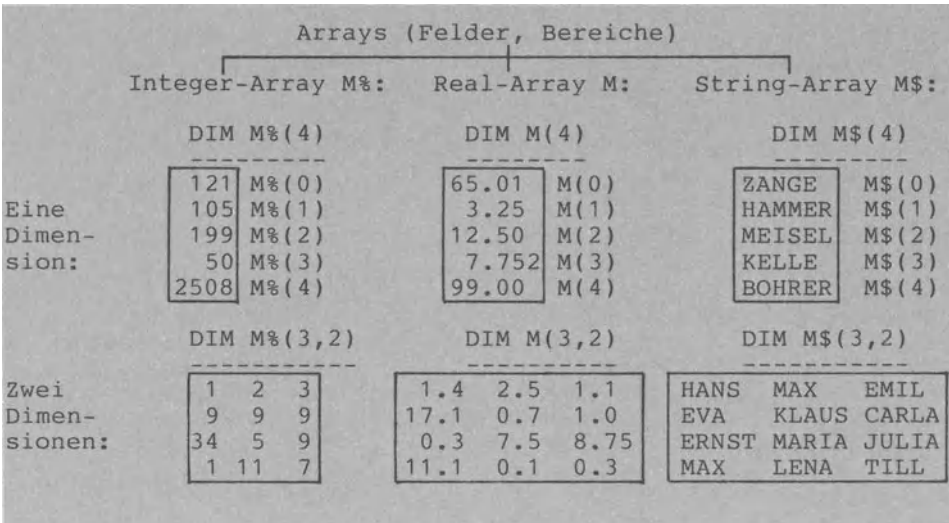 Arrays (Felder, Bereiche)
Integer-Array M%: Real-Array M: String-Array M$:
DIM M%(4) DIM M(4) DIM M$(4)
121 M%(0) 65.01 M(0) ZANGE M$(0)
Eine 105 M%(1) 3.25 M(1) HAMMER M$(1)
Dimen- 199 M%(2) 12.50 M(2) MEISEL M$(2)
sion: 50 M%(3) 7.752 M(3) KELLE M$(3)
2508 M%(4) 99.00 M(4) BOHRER M$(4)
DIM M%(3,2) DIM M(3,2) DIM M$(3,2)
Zwei 1 2 3 1.4 2.5 1.1 HANS MAX EMIL
Dimen- 9 9 9 17.1 0.7 1.0 EVA KLAUS CARLA
sionen: 34 5 9 0.3 7.5 8.75 ERNST MARIA JULIA
1 11 7 11.1 0.1 0.3 MAX LENA TILL